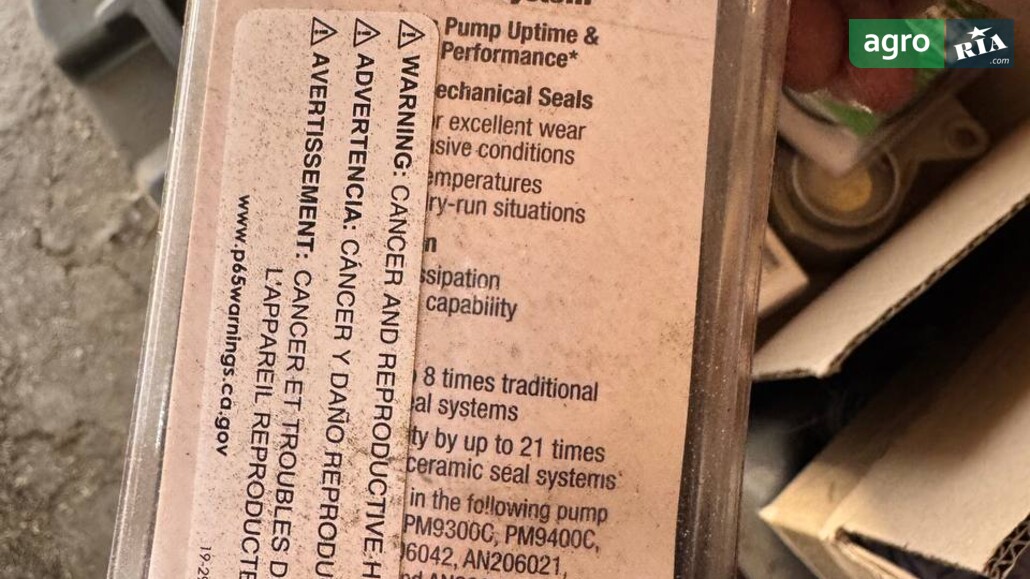 Pump Uptime &
Performance*
echanical Seals
r excellent wear
sive conditions
emperatures
ry-run situations
n
ssipation
capability
8 times traditional
al systems
ty by up to 21 times
ceramic seal systems*
in the following pump
PM9300C, PM9400C,
6042, AN206021,
⚠ WARNING: CANCER AND REPRODUCTIVE H
⚠ ADVERTENCIA: CÁNCER Y DAÑO REPRODU
⚠ AVERTISSEMENT: CANCER ET TROUBLES D
L'APPAREIL REPRODUCTE
www.p65warnings.ca.gov
agro RIA
.com